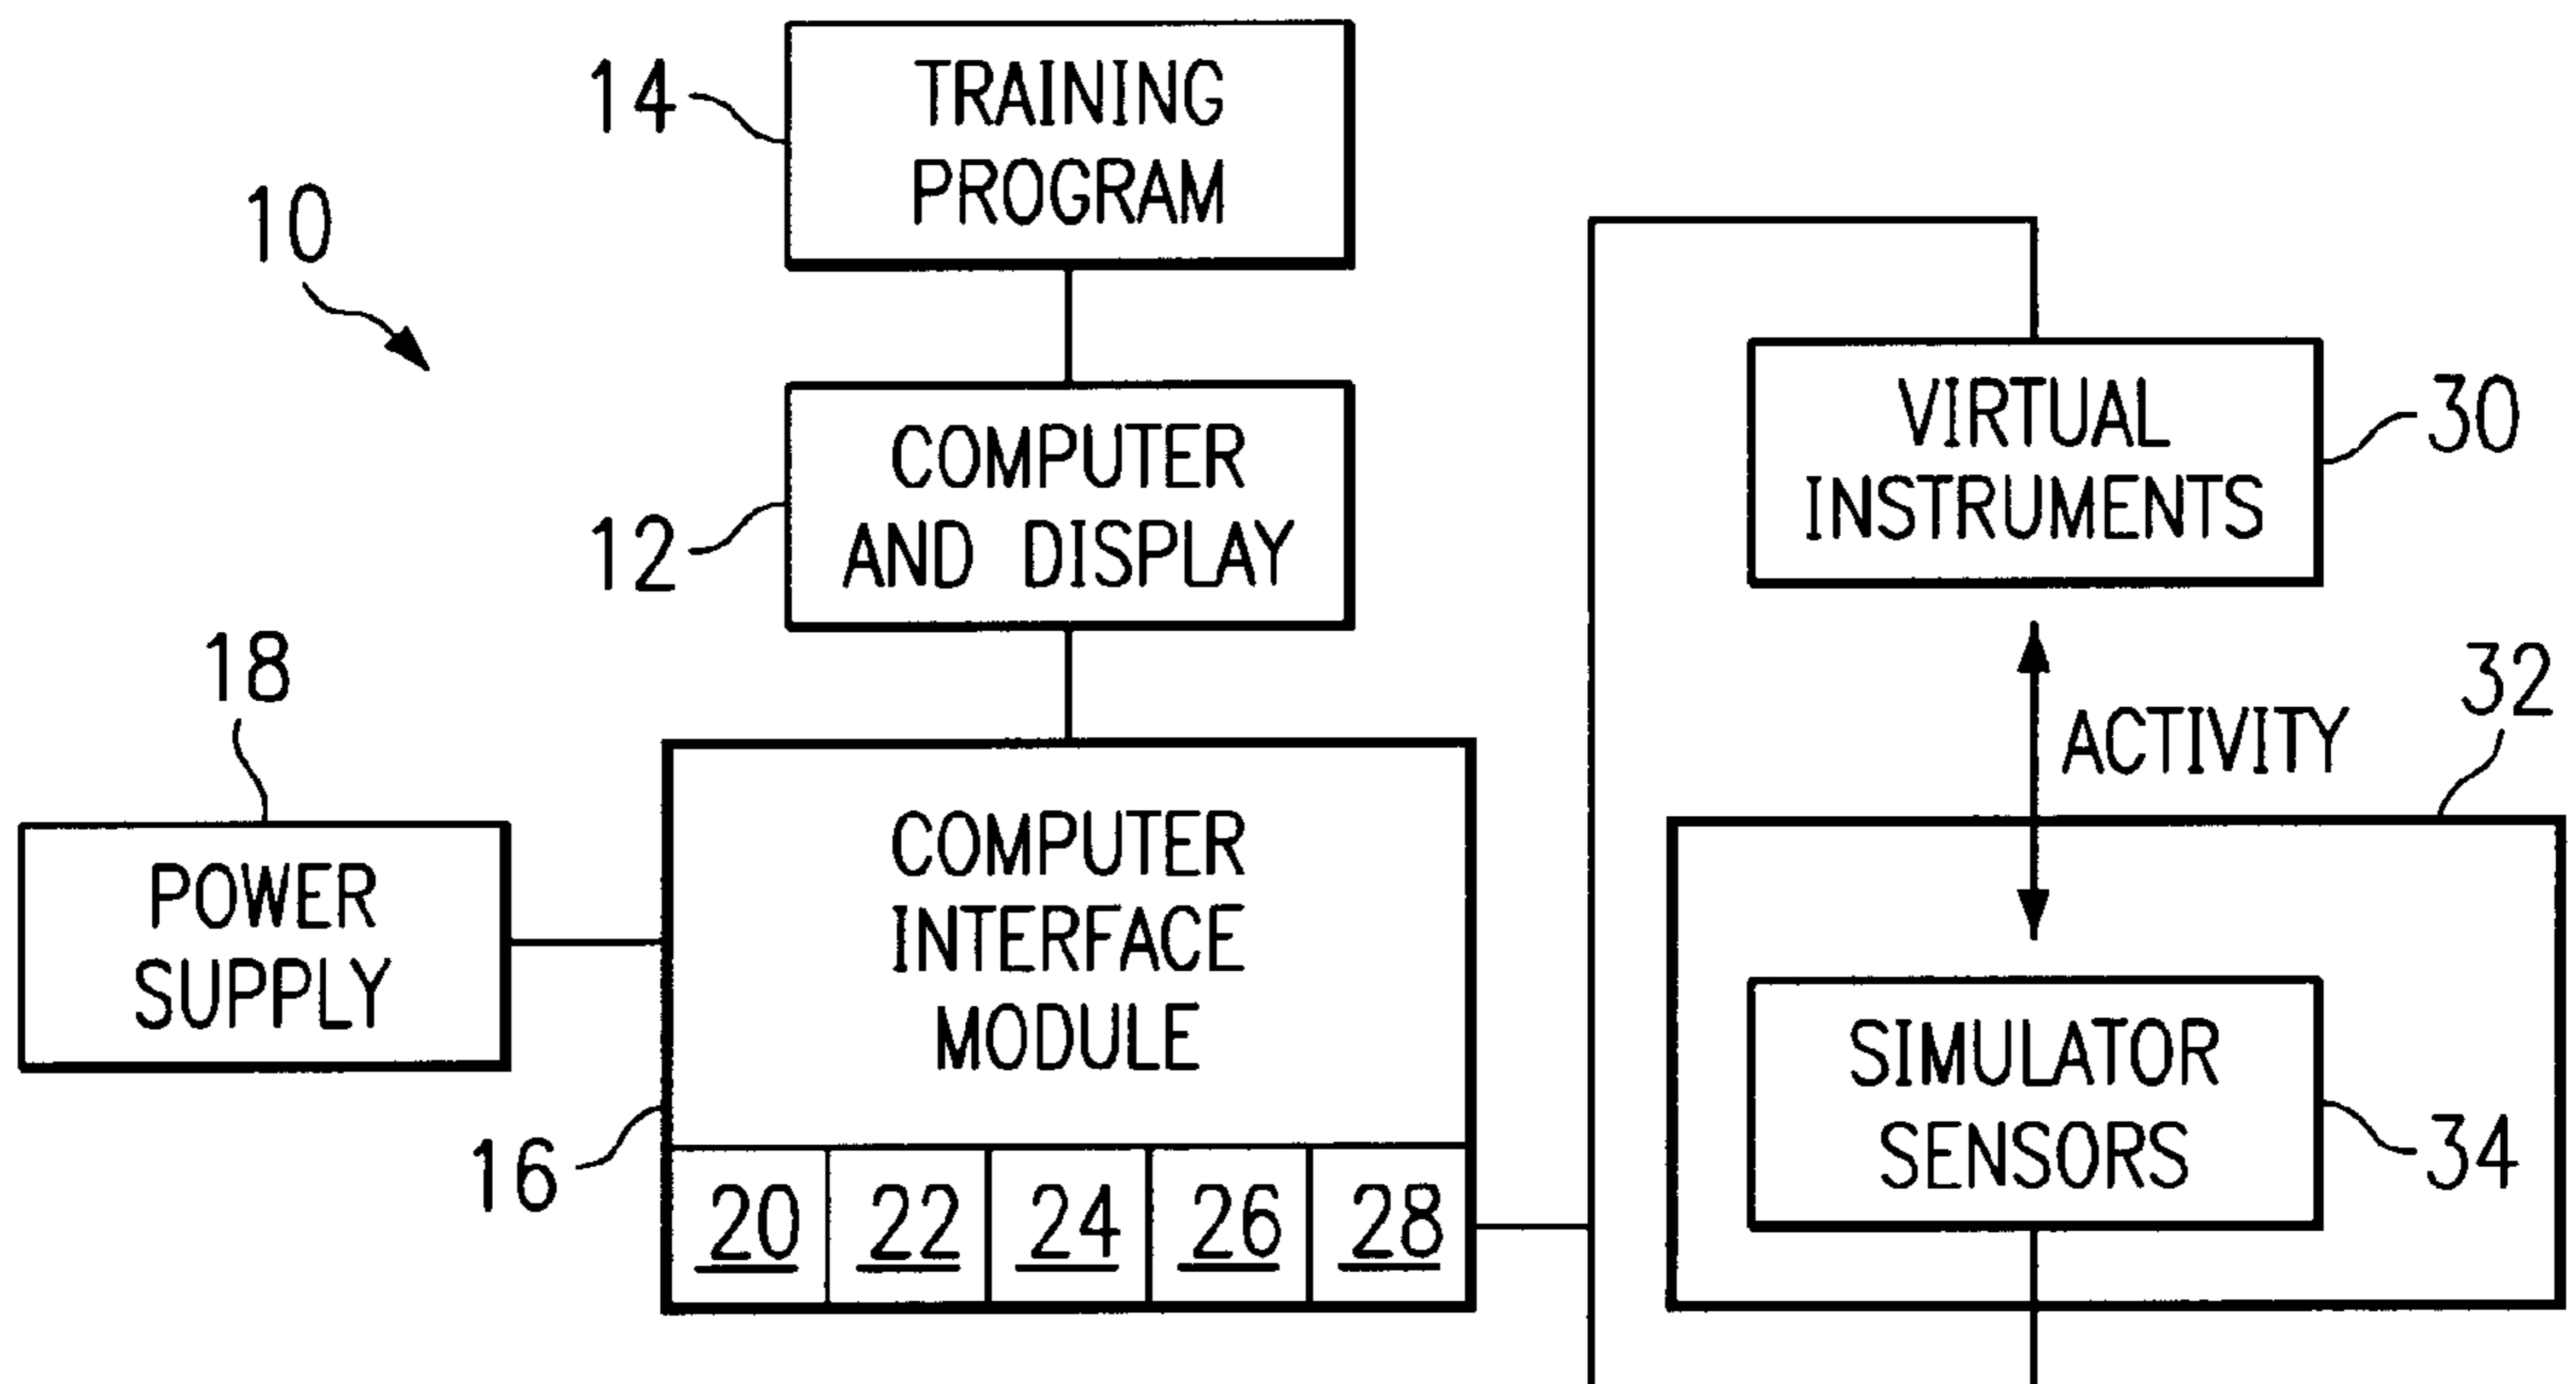 14
TRAINING
PROGRAM
10
12
COMPUTER
AND DISPLAY
VIRTUAL
INSTRUMENTS
30
18
ACTIVITY
32
POWER
SUPPLY
COMPUTER
INTERFACE
MODULE
16
20 22 24 26 28
SIMULATOR
SENSORS
34